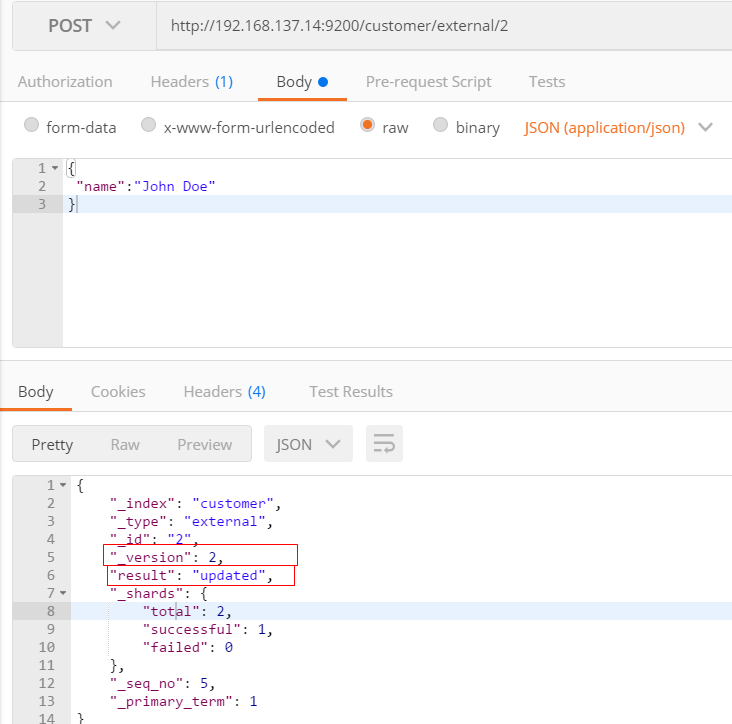 POST http://192.168.137.14:9200/customer/external/2
Authorization Headers (1) Body Pre-request Script Tests
form-data x-www-form-urlencoded raw binary JSON (application/json)
1 {
2 "name":"John Doe"
3 }
Body Cookies Headers (4) Test Results
Pretty Raw Preview JSON
1 {
2 "_index": "customer",
3 "_type": "external",
4 "_id": "2",
5 "_version": 2,
6 "result": "updated",
7 "_shards": {
8 "total": 2,
9 "successful": 1,
10 "failed": 0
11 },
12 "_seq_no": 5,
13 "_primary_term": 1
14 }